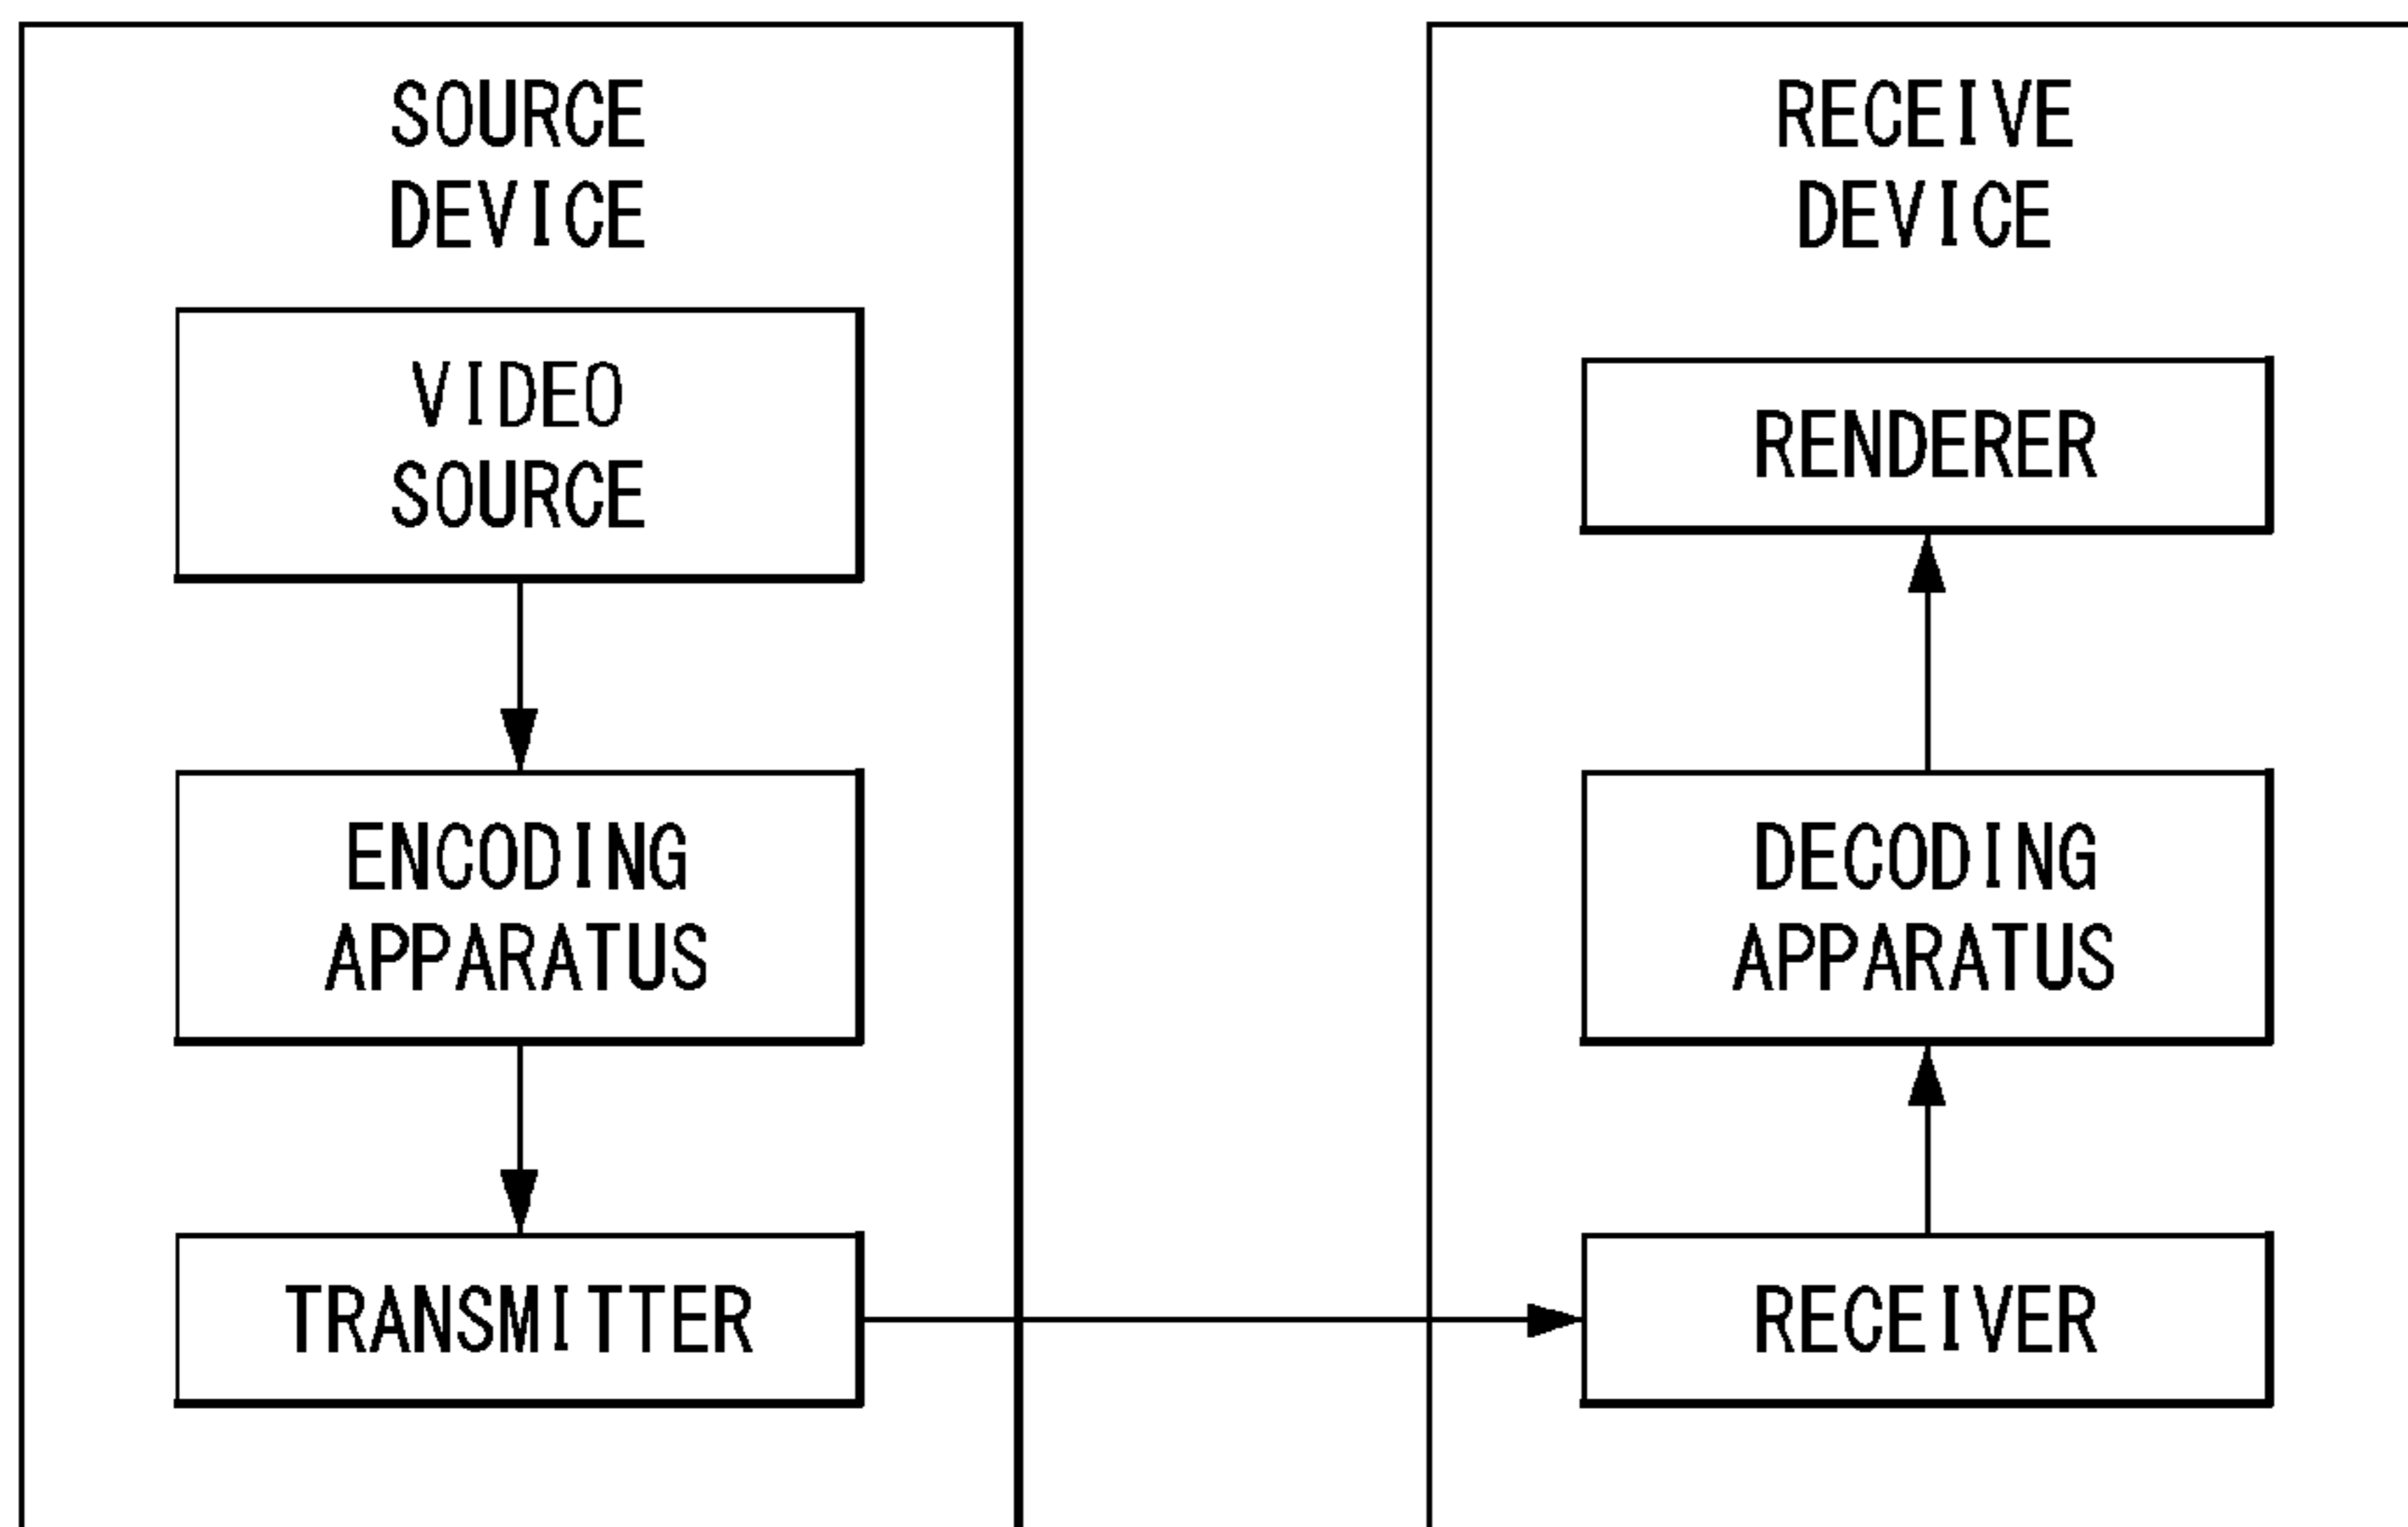 SOURCE
DEVICE
VIDEO
SOURCE
ENCODING
APPARATUS
TRANSMITTER
RECEIVE
DEVICE
RENDERER
DECODING
APPARATUS
RECEIVER